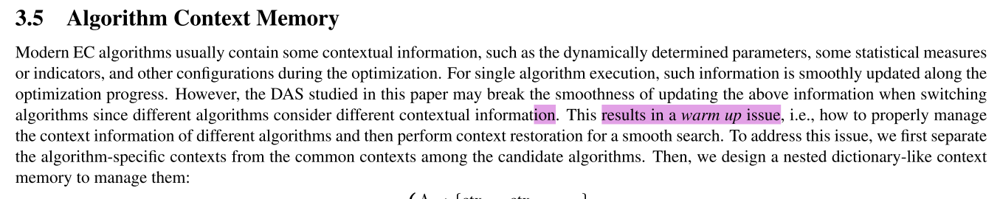 3.5 Algorithm Context Memory
Modern EC algorithms usually contain some contextual information, such as the dynamically determined parameters, some statistical measures
or indicators, and other configurations during the optimization. For single algorithm execution, such information is smoothly updated along the
optimization progress. However, the DAS studied in this paper may break the smoothness of updating the above information when switching
algorithms since different algorithms consider different contextual information. This results in a warm up issue, i.e., how to properly manage
the context information of different algorithms and then perform context restoration for a smooth search. To address this issue, we first separate
the algorithm-specific contexts from the common contexts among the candidate algorithms. Then, we design a nested dictionary-like context
memory to manage them: